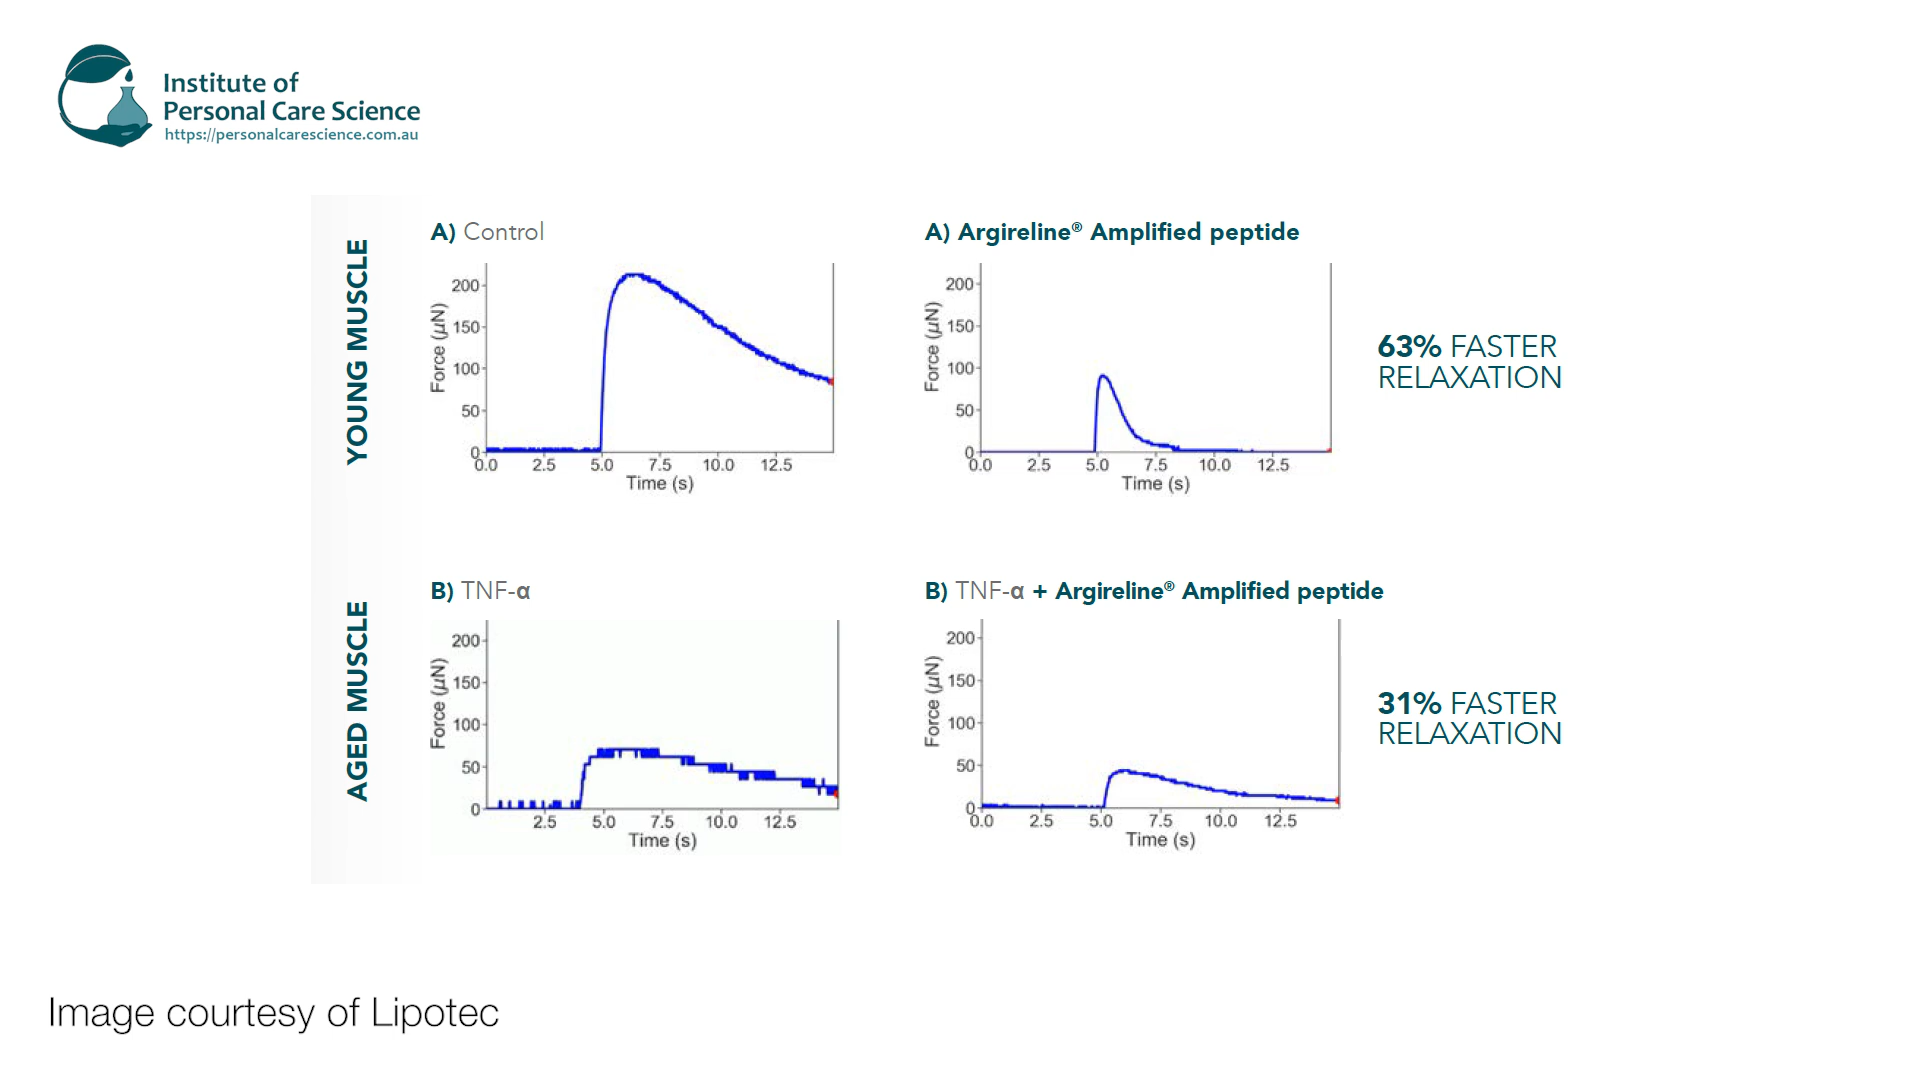 Institute of
Personal Care Science
https://personalcarescience.com.au
YOUNG MUSCLE
A) Control
Force (μN)
200
150
100
50
0
0.0 2.5 5.0 7.5 10.0 12.5
Time (s)
A) Argireline® Amplified peptide
Force (μN)
200
150
100
50
0
0.0 2.5 5.0 7.5 10.0 12.5
Time (s)
63% FASTER
RELAXATION
AGED MUSCLE
B) TNF-α
Force (μN)
200
150
100
50
0
2.5 5.0 7.5 10.0 12.5
Time (s)
B) TNF-α + Argireline® Amplified peptide
Force (μN)
200
150
100
50
0
0.0 2.5 5.0 7.5 10.0 12.5
Time (s)
31% FASTER
RELAXATION
Image courtesy of Lipotec